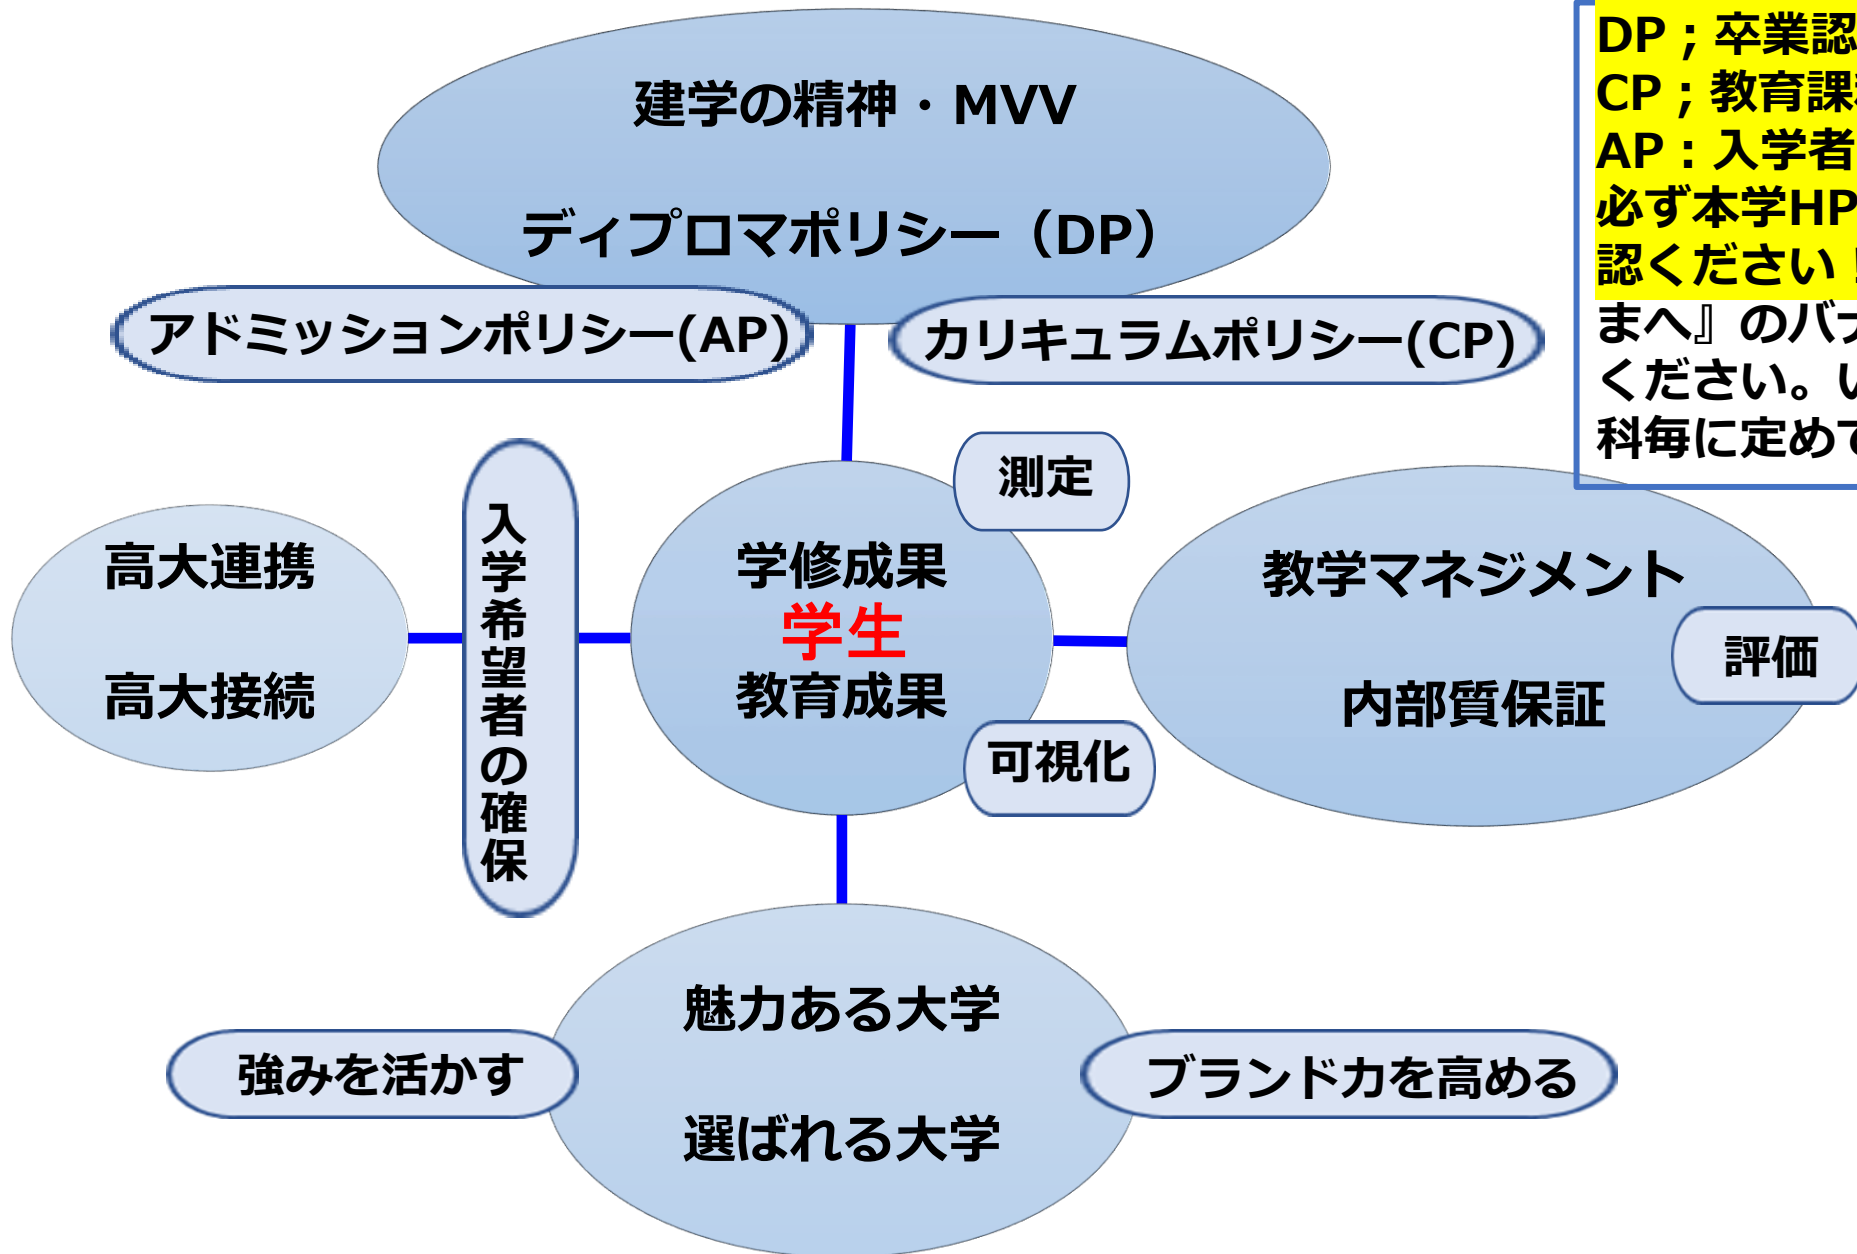 建学の精神・MVV
ディプロマポリシー（DP）
アドミッションポリシー(AP)
カリキュラムポリシー(CP)
DP；卒業認
CP；教育課
AP：入学者
必ず本学HP
認ください！
まへ』のバナ
ください。い
科毎に定めて
測定
高大連携
高大接続
入学希望者の確保
学修成果
学生
教育成果
可視化
教学マネジメント
内部質保証
評価
魅力ある大学
選ばれる大学
強みを活かす
ブランド力を高める